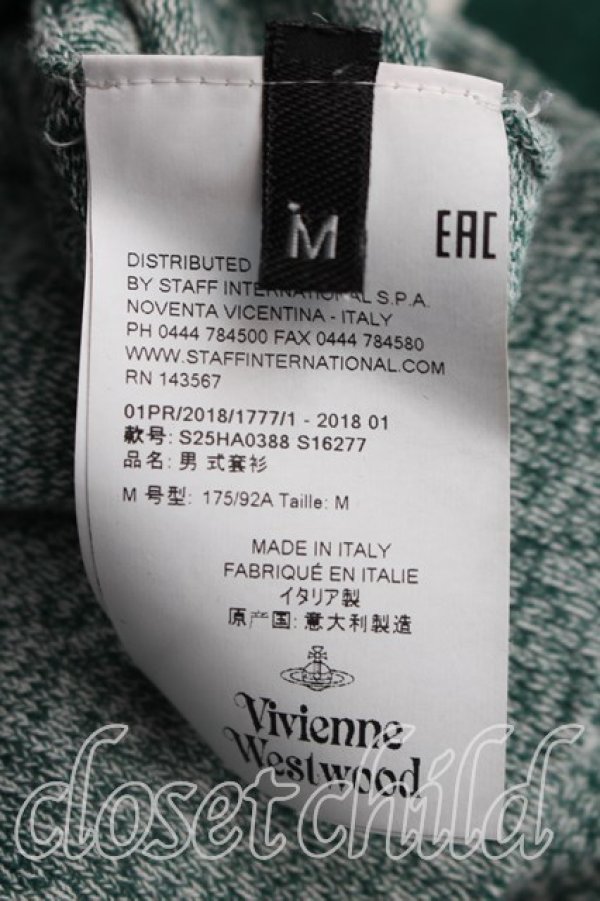 M
EAC
DISTRIBUTED
BY STAFF INTERNATIONAL S.P.A.
NOVENTA VICENTINA - ITALY
PH 0444 784500 FAX 0444 784580
WWW.STAFFINTERNATIONAL.COM
RN 143567
01PR/2018/1777/1 - 2018 01
款号: S25HA0388 S16277
品名: 男 式套衫
M 号型: 175/92A Taille: M
MADE IN ITALY
FABRIQUÉ EN ITALIE
イタリア製
原产国: 意大利製造
Vivienne
Westwood
closetchild